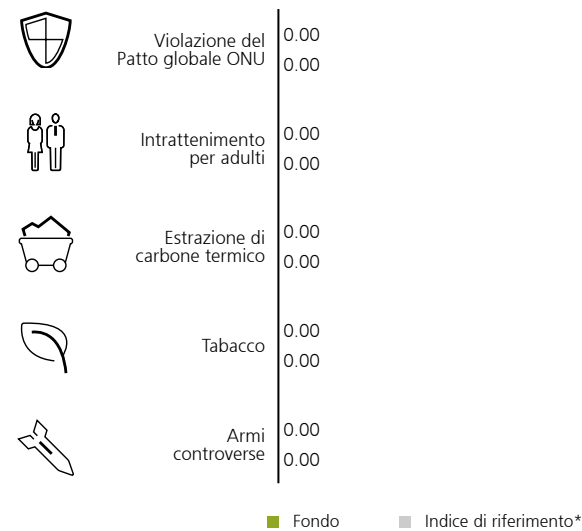 Violazione del
Patto globale ONU
0.00
0.00
Intrattenimento
per adulti
0.00
0.00
Estrazione di
carbone termico
0.00
0.00
Tabacco
0.00
0.00
Armi
controverse
0.00
0.00
Fondo
Indice di riferimento*